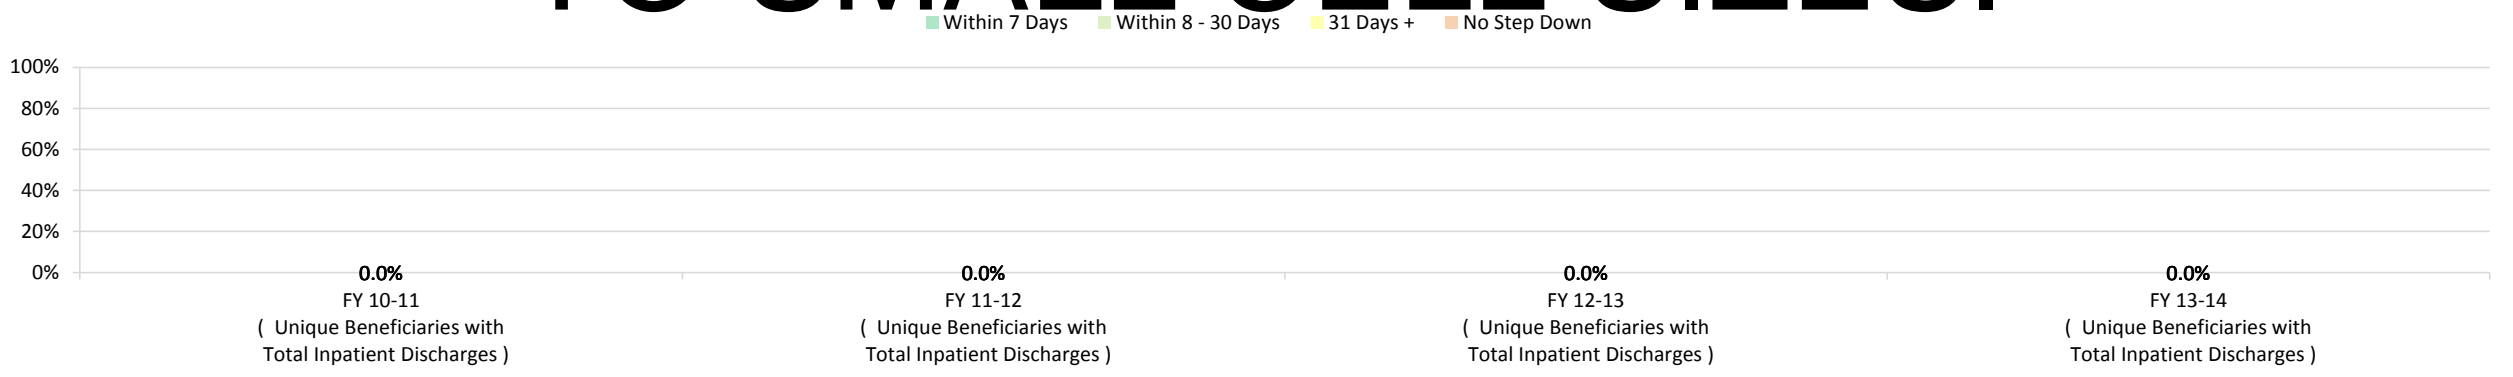 Within 7 Days Within 8 - 30 Days 31 Days + No Step Down
100%
80%
60%
40%
20%
0%
0.0% 0.0% 0.0% 0.0%
FY 10-11 FY 11-12 FY 12-13 FY 13-14
( Unique Beneficiaries with ( Unique Beneficiaries with ( Unique Beneficiaries with ( Unique Beneficiaries with
Total Inpatient Discharges ) Total Inpatient Discharges ) Total Inpatient Discharges ) Total Inpatient Discharges )